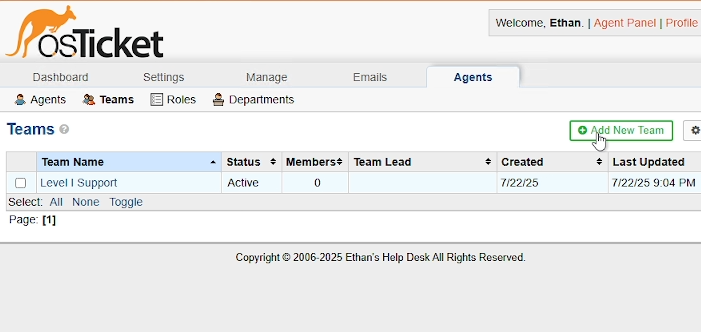 osTicket
Welcome, Ethan. | Agent Panel | Profile
Dashboard Settings Manage Emails Agents
Agents Teams Roles Departments
Teams
Add New Team
Team Name Status Members Team Lead Created Last Updated
Level I Support Active 0 7/22/25 7/22/25 9:04 PM
Select: All None Toggle
Page: [1]
Copyright © 2006-2025 Ethan's Help Desk All Rights Reserved.